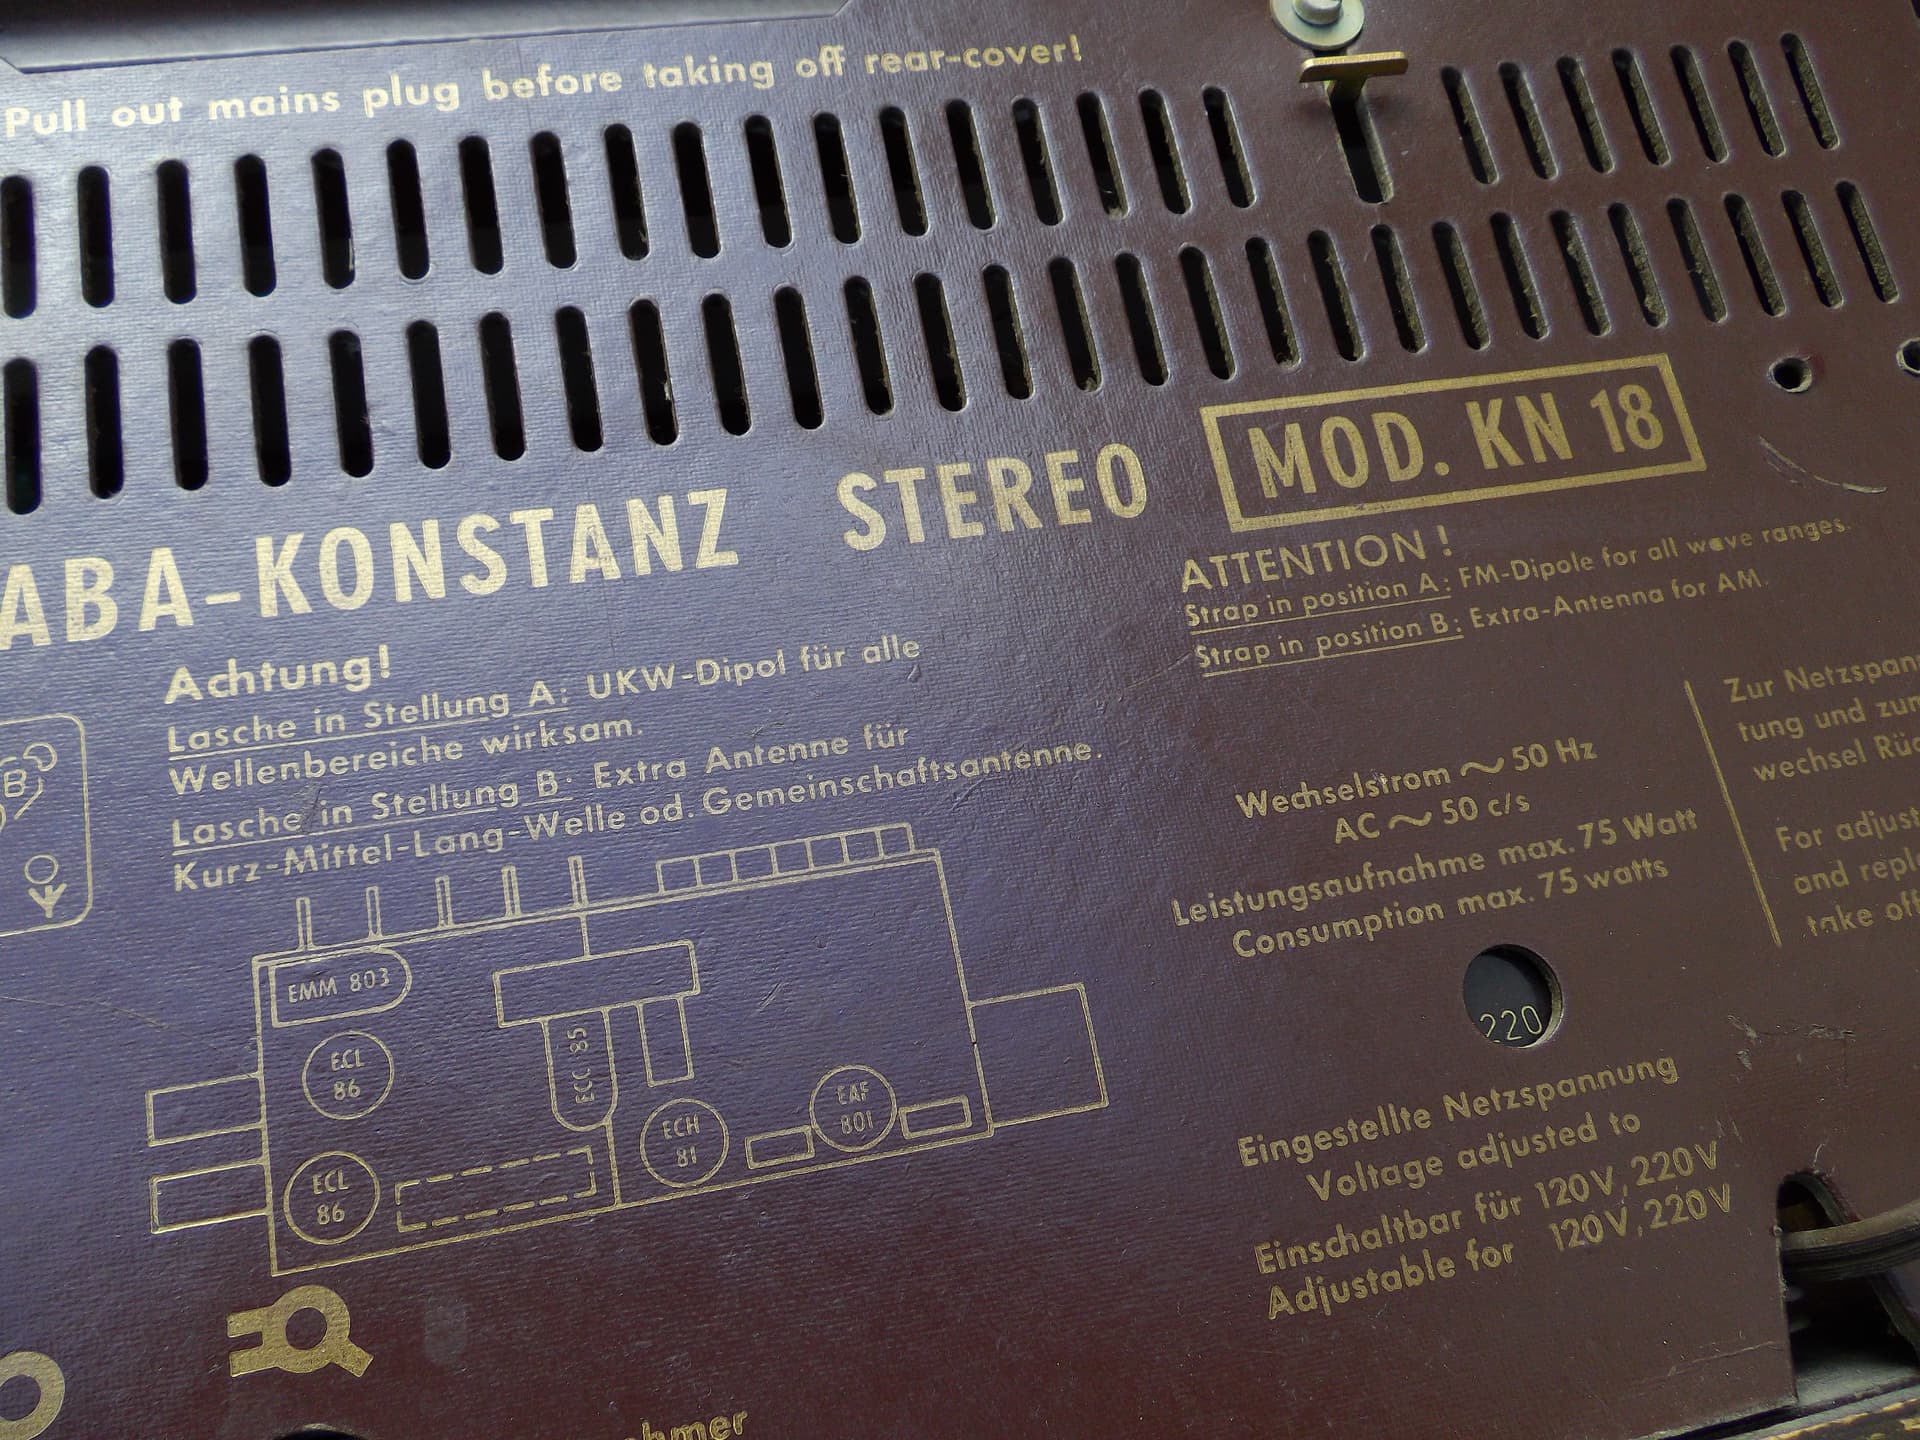 Pull out mains plug before taking off rear-cover!
ABA-KONSTANZ STEREO MOD. KN 18
Achtung!
Lasche in Stellung A: UKW-Dipol für alle
Wellenbereiche wirksam.
Lasche in Stellung B: Extra Antenne für
Kurz-Mittel-Lang-Welle od. Gemeinschaftsantenne.
ATTENTION!
Strap in position A: FM-Dipole for all wave ranges.
Strap in position B: Extra-Antenna for AM.
B
EMM 803
ECL
86
ECC 85
ECH
81
EAF
801
ECL
86
Wechselstrom ~ 50 Hz
AC ~ 50 c/s
Leistungsaufnahme max. 75 Watt
Consumption max. 75 watts
220
Eingestellte Netzspannung
Voltage adjusted to
Einschaltbar für 120V, 220V
Adjustable for 120V, 220V
Zur Netzspan
tung und zum
wechsel Rüc
For adjust
and repl
take off
hmer